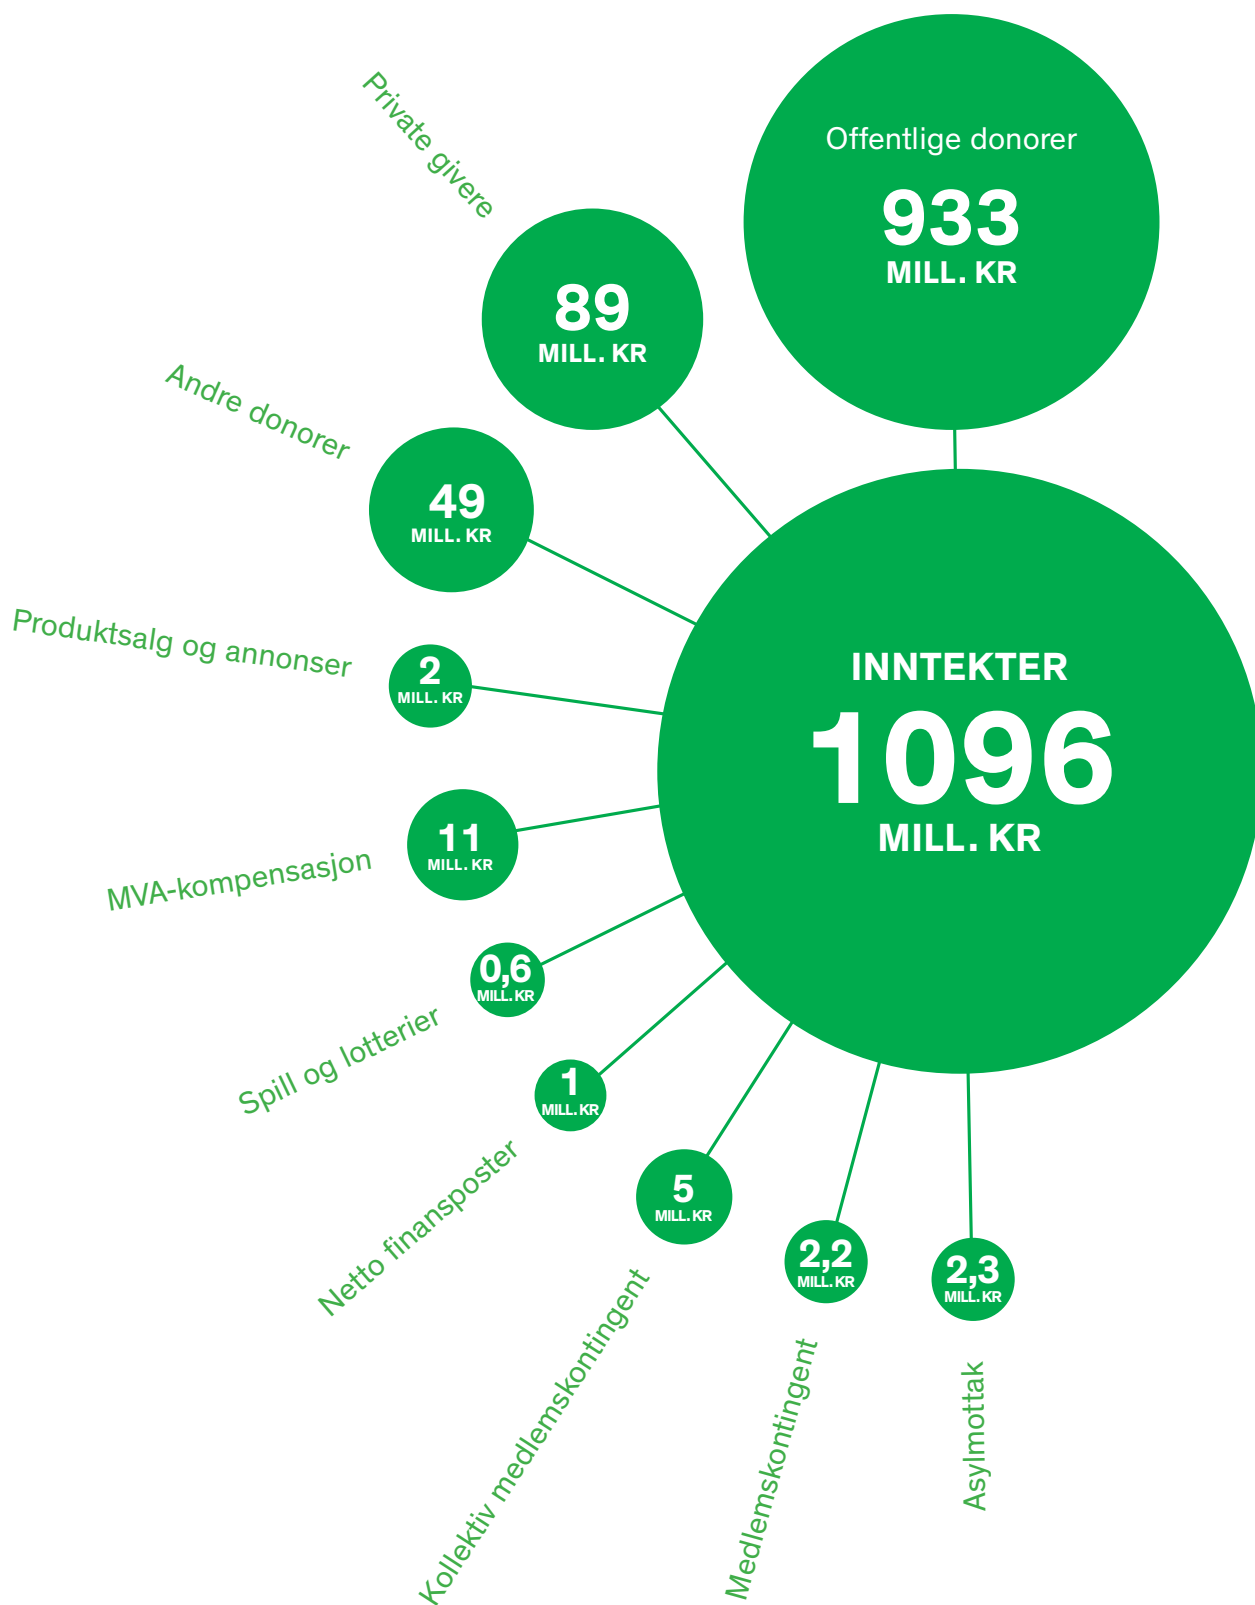 Offentlige donorer
933
MILL. KR
Private givere
89
MILL. KR
Andre donorer
49
MILL. KR
Produktsalg og annonser
2
MILL. KR
INNTEKTER
1096
MILL. KR
MVA-kompensasjon
11
MILL. KR
Spill og lotterier
0,6
MILL. KR
Netto finansposter
1
MILL. KR
Kollektiv medlemskontingent
5
MILL. KR
Medlemskontingent
2,2
MILL. KR
Asylmottak
2,3
MILL. KR